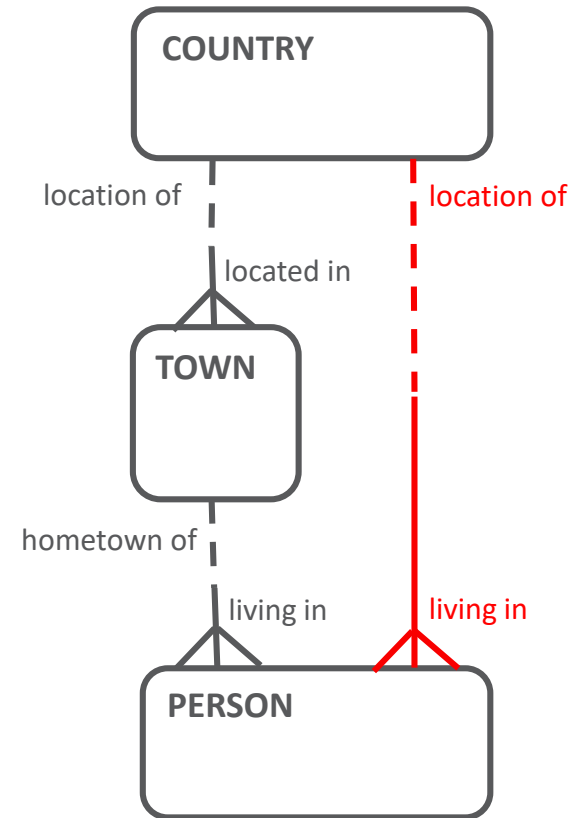 COUNTRY
location of
location of
located in
TOWN
hometown of
living in
living in
PERSON